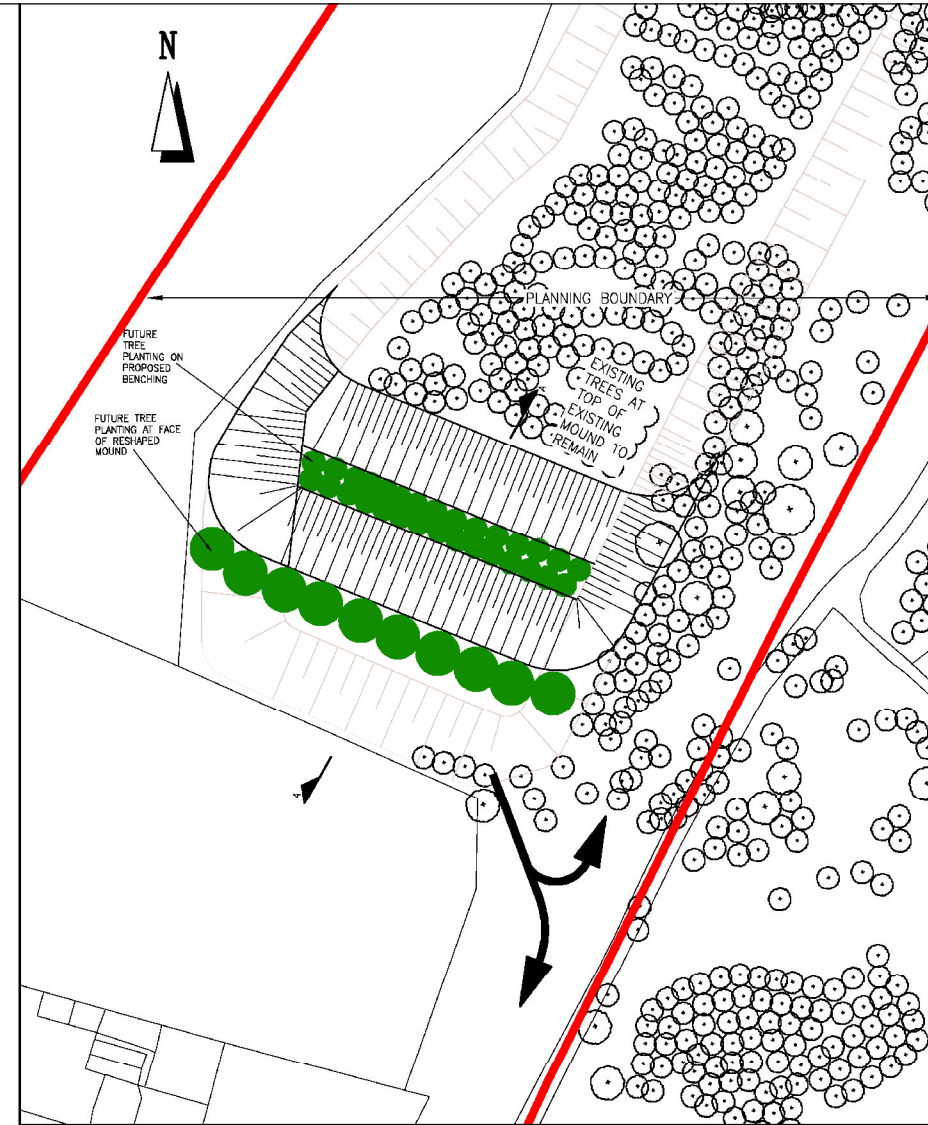 N
PLANNING BOUNDARY
FUTURE
TREE
PLANTING ON
PROPOSED
BENCHING
EXISTING
TREES AT
TOP OF
EXISTING
MOUND TO
REMAIN
FUTURE TREE
PLANTING AT FACE
OF RESHAPED
MOUND
4